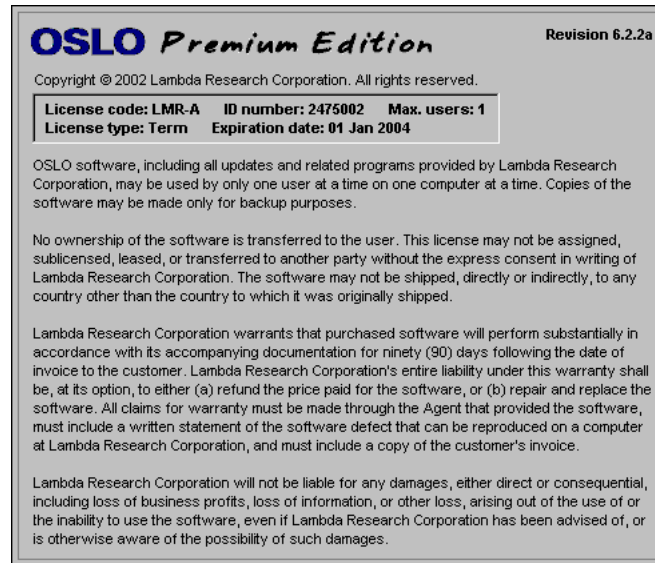 OSLO Premium Edition Revision 6.2.2a
Copyright © 2002 Lambda Research Corporation. All rights reserved.
License code: LMR-A ID number: 2475002 Max. users: 1
License type: Term Expiration date: 01 Jan 2004
OSLO software, including all updates and related programs provided by Lambda Research
Corporation, may be used by only one user at a time on one computer at a time. Copies of the
software may be made only for backup purposes.
No ownership of the software is transferred to the user. This license may not be assigned,
sublicensed, leased, or transferred to another party without the express consent in writing of
Lambda Research Corporation. The software may not be shipped, directly or indirectly, to any
country other than the country to which it was originally shipped.
Lambda Research Corporation warrants that purchased software will perform substantially in
accordance with its accompanying documentation for ninety (90) days following the date of
invoice to the customer. Lambda Research Corporation's entire liability under this warranty shall
be, at its option, to either (a) refund the price paid for the software, or (b) repair and replace the
software. All claims for warranty must be made through the Agent that provided the software,
must include a written statement of the software defect that can be reproduced on a computer
at Lambda Research Corporation, and must include a copy of the customer's invoice.
Lambda Research Corporation will not be liable for any damages, either direct or consequential,
including loss of business profits, loss of information, or other loss, arising out of the use of or
the inability to use the software, even if Lambda Research Corporation has been advised of, or
is otherwise aware of the possibility of such damages.